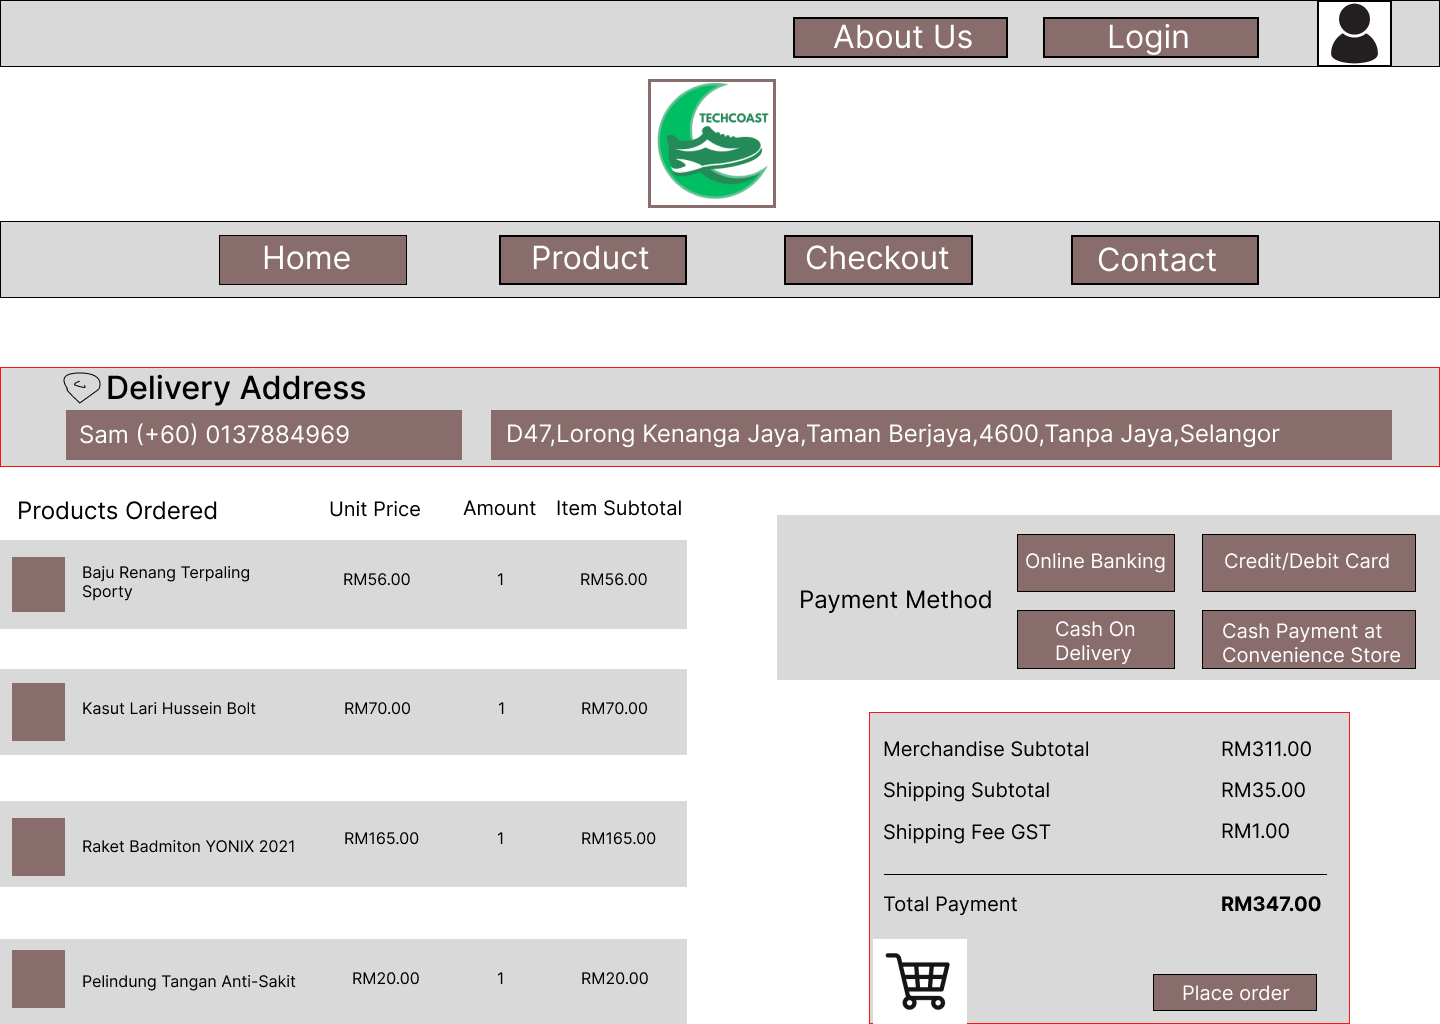 About Us
Login
TECHCOAST
Home
Product
Checkout
Contact
Delivery Address
Sam (+60) 0137884969
D47,Lorong Kenanga Jaya,Taman Berjaya,4600,Tanpa Jaya,Selangor
Products Ordered
Unit Price
Amount
Item Subtotal
Baju Renang Terpaling
Sporty
RM56.00
1
RM56.00
Kasut Lari Hussein Bolt
RM70.00
1
RM70.00
Raket Badmiton YONIX 2021
RM165.00
1
RM165.00
Pelindung Tangan Anti-Sakit
RM20.00
1
RM20.00
Payment Method
Online Banking
Credit/Debit Card
Cash On
Delivery
Cash Payment at
Convenience Store
Merchandise Subtotal
RM311.00
Shipping Subtotal
RM35.00
Shipping Fee GST
RM1.00
Total Payment
RM347.00
Place order